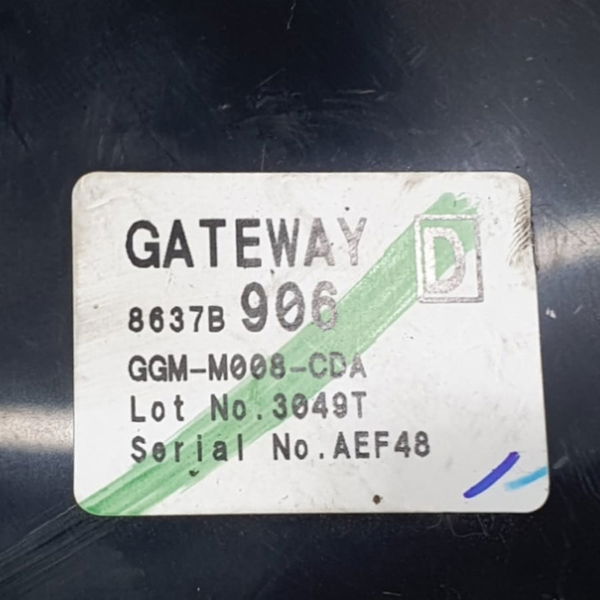 GATEWAY D
8637B 906
GGM-M008-CDA
Lot No.3049T
Serial No.AEF48